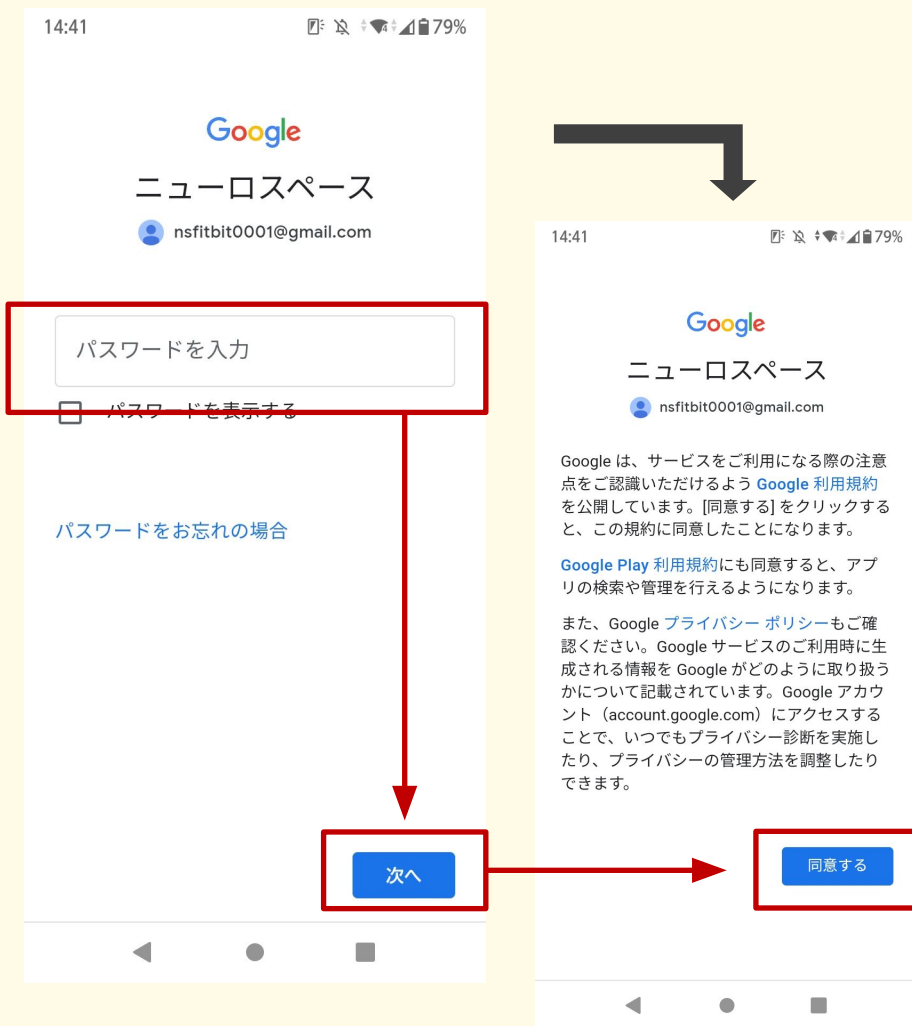 14:41
79%
Google
ニューロスペース
nsfitbit0001@gmail.com
パスワードを入力
パスワードを表示する
パスワードをお忘れの場合
次へ
14:41
79%
Google
ニューロスペース
nsfitbit0001@gmail.com
Google は、サービスをご利用になる際の注意
点をご認識いただけるよう Google 利用規約
を公開しています。[同意する] をクリックする
と、この規約に同意したことになります。
Google Play 利用規約にも同意すると、アプ
リの検索や管理を行えるようになります。
また、Google プライバシー ポリシーもご確
認ください。Google サービスのご利用時に生
成される情報を Google がどのように取り扱う
かについて記載されています。Google アカウ
ント（account.google.com）にアクセスする
ことで、いつでもプライバシー診断を実施し
たり、プライバシーの管理方法を調整したり
できます。
同意する